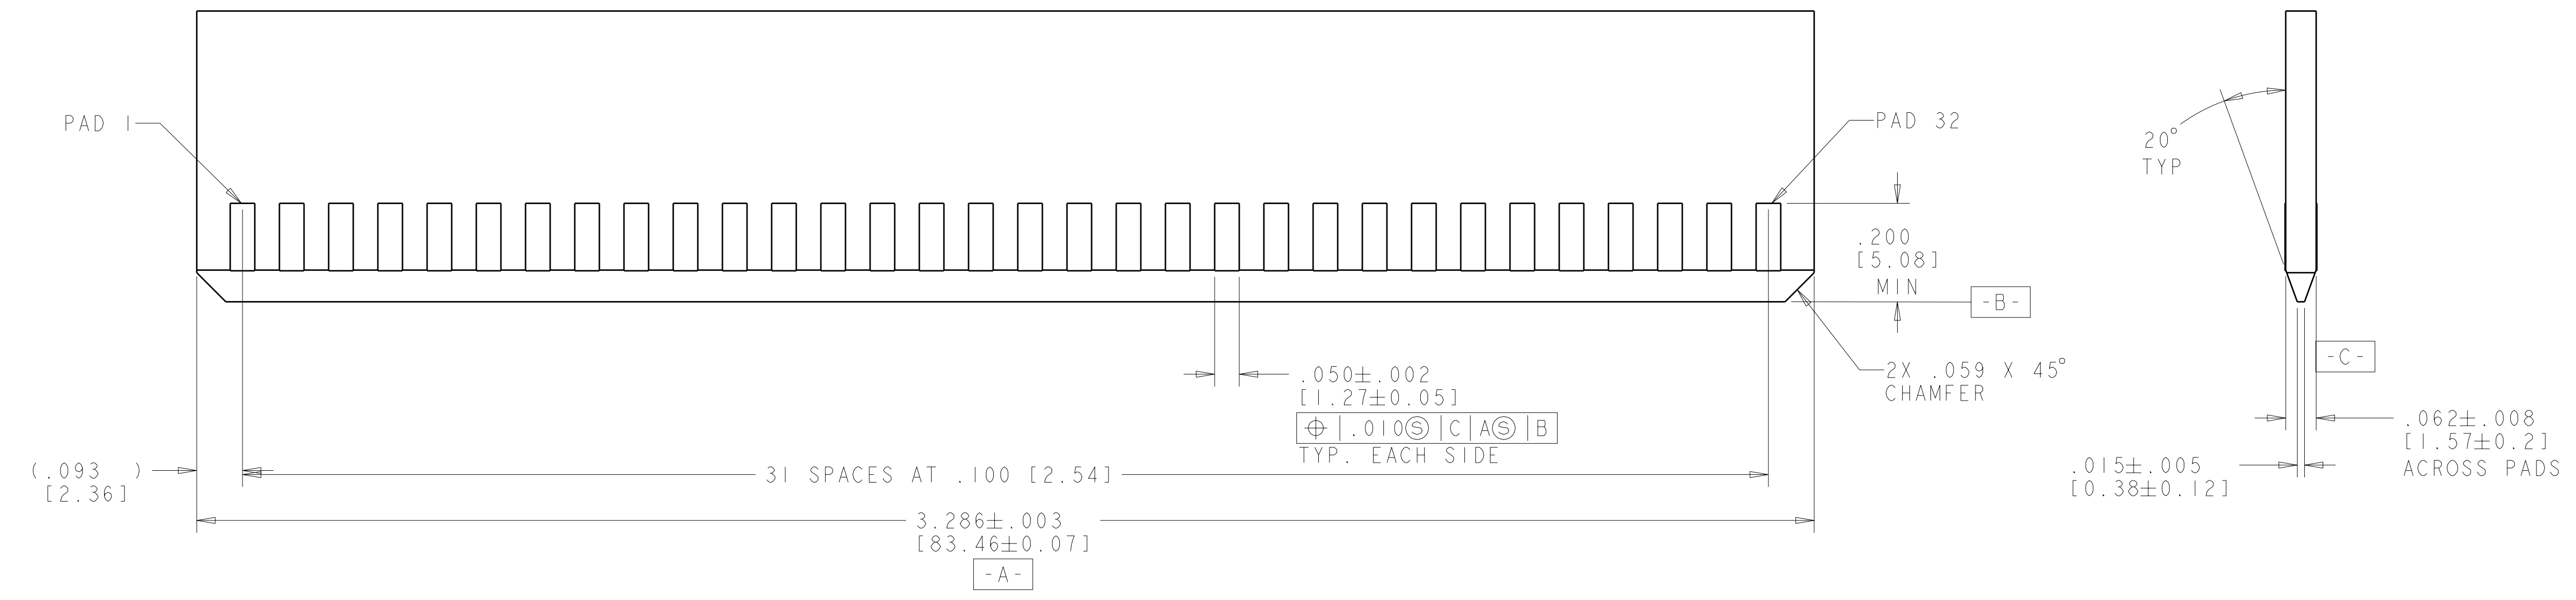 PAD 1
PAD 32
20°
TYP
.200
[5.08]
MIN
-B-
-C-
.050±.002
[1.27±0.05]
⌖ .010Ⓢ C AⓈ B
TYP. EACH SIDE
2X .059 X 45°
CHAMFER
.062±.008
[1.57±0.2]
ACROSS PADS
.015±.005
[0.38±0.12]
(.093 )
[2.36]
31 SPACES AT .100 [2.54]
3.286±.003
[83.46±0.07]
-A-